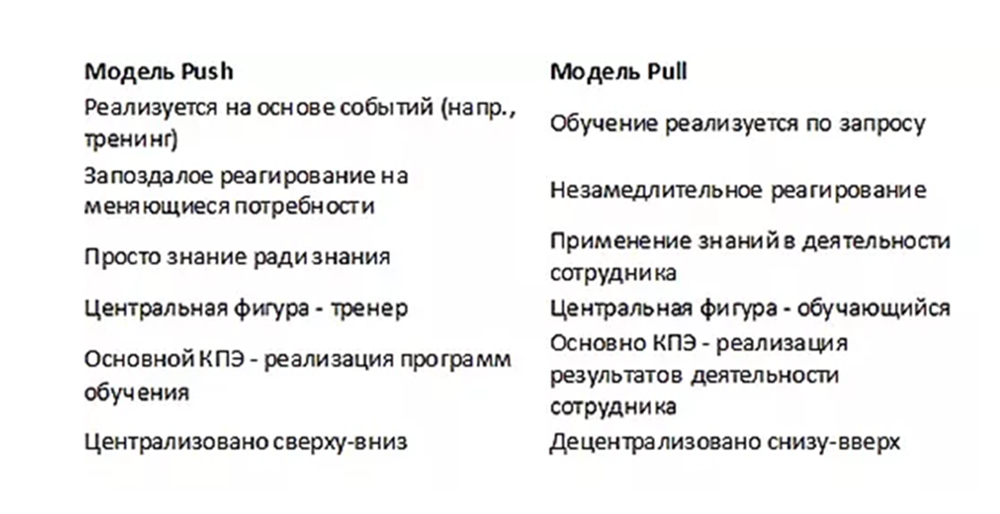 Модель Push
Модель Pull
Реализуется на основе событий (напр.,
тренинг)
Обучение реализуется по запросу
Запоздалое реагирование на
меняющиеся потребности
Незамедлительное реагирование
Просто знание ради знания
Применение знаний в деятельности
сотрудника
Центральная фигура - тренер
Центральная фигура - обучающийся
Основной КПЭ - реализация программ
обучения
Основно КПЭ - реализация
результатов деятельности
сотрудника
Централизовано сверху-вниз
Децентрализовано снизу-вверх